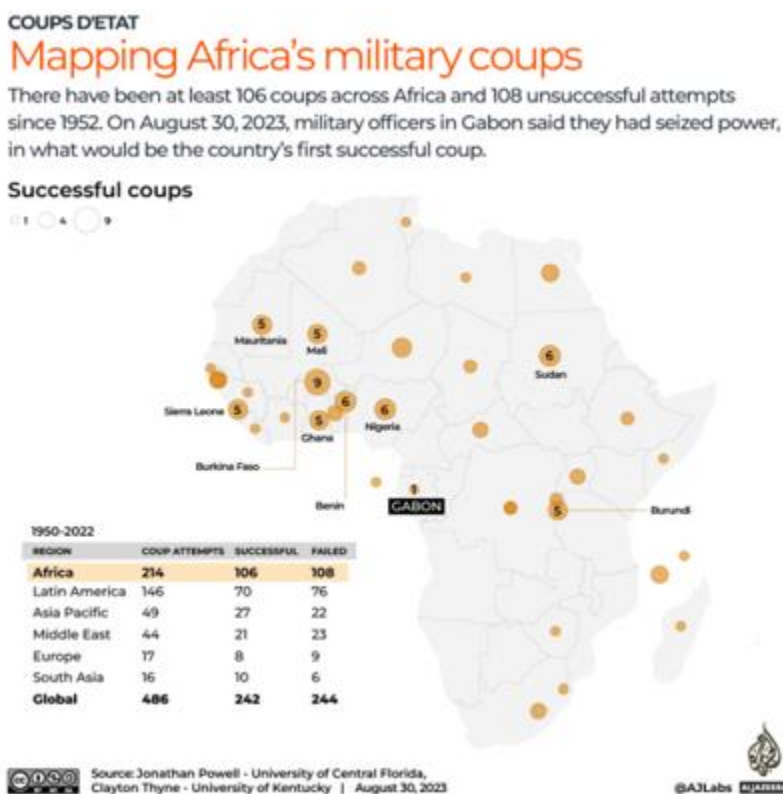 COUPS D'ETAT
Mapping Africa's military coups
There have been at least 106 coups across Africa and 108 unsuccessful attempts
since 1952. On August 30, 2023, military officers in Gabon said they had seized power,
in what would be the country's first successful coup.
Successful coups
1 4 9
5
Mauritania
5
Mali
6
Sudan
9
6
6
Sierra Leone 5
5
Ghana
Nigeria
Burkina Faso
Benin
1
GABON
5
Burundi
1950-2022
REGION COUP ATTEMPTS SUCCESSFUL FAILED
Africa 214 106 108
Latin America 146 70 76
Asia Pacific 49 27 22
Middle East 44 21 23
Europe 17 8 9
South Asia 16 10 6
Global 486 242 244
Source: Jonathan Powell - University of Central Florida,
Clayton Thyne - University of Kentucky | August 30, 2023
@AJLabs ALJAZEERA